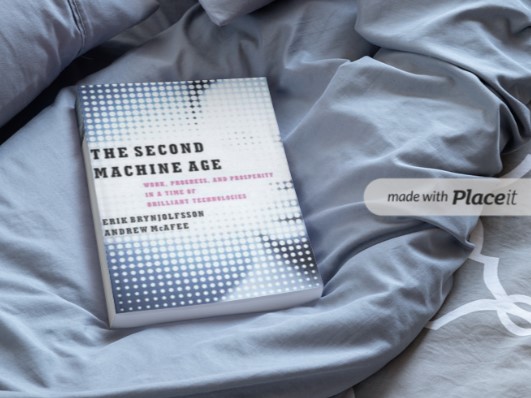 THE SECOND
MACHINE AGE
WORK, PROGRESS, AND PROSPERITY
IN A TIME OF
BRILLIANT TECHNOLOGIES
ERIK BRYNJOLFSSON
ANDREW McAFEE
made with Placeit